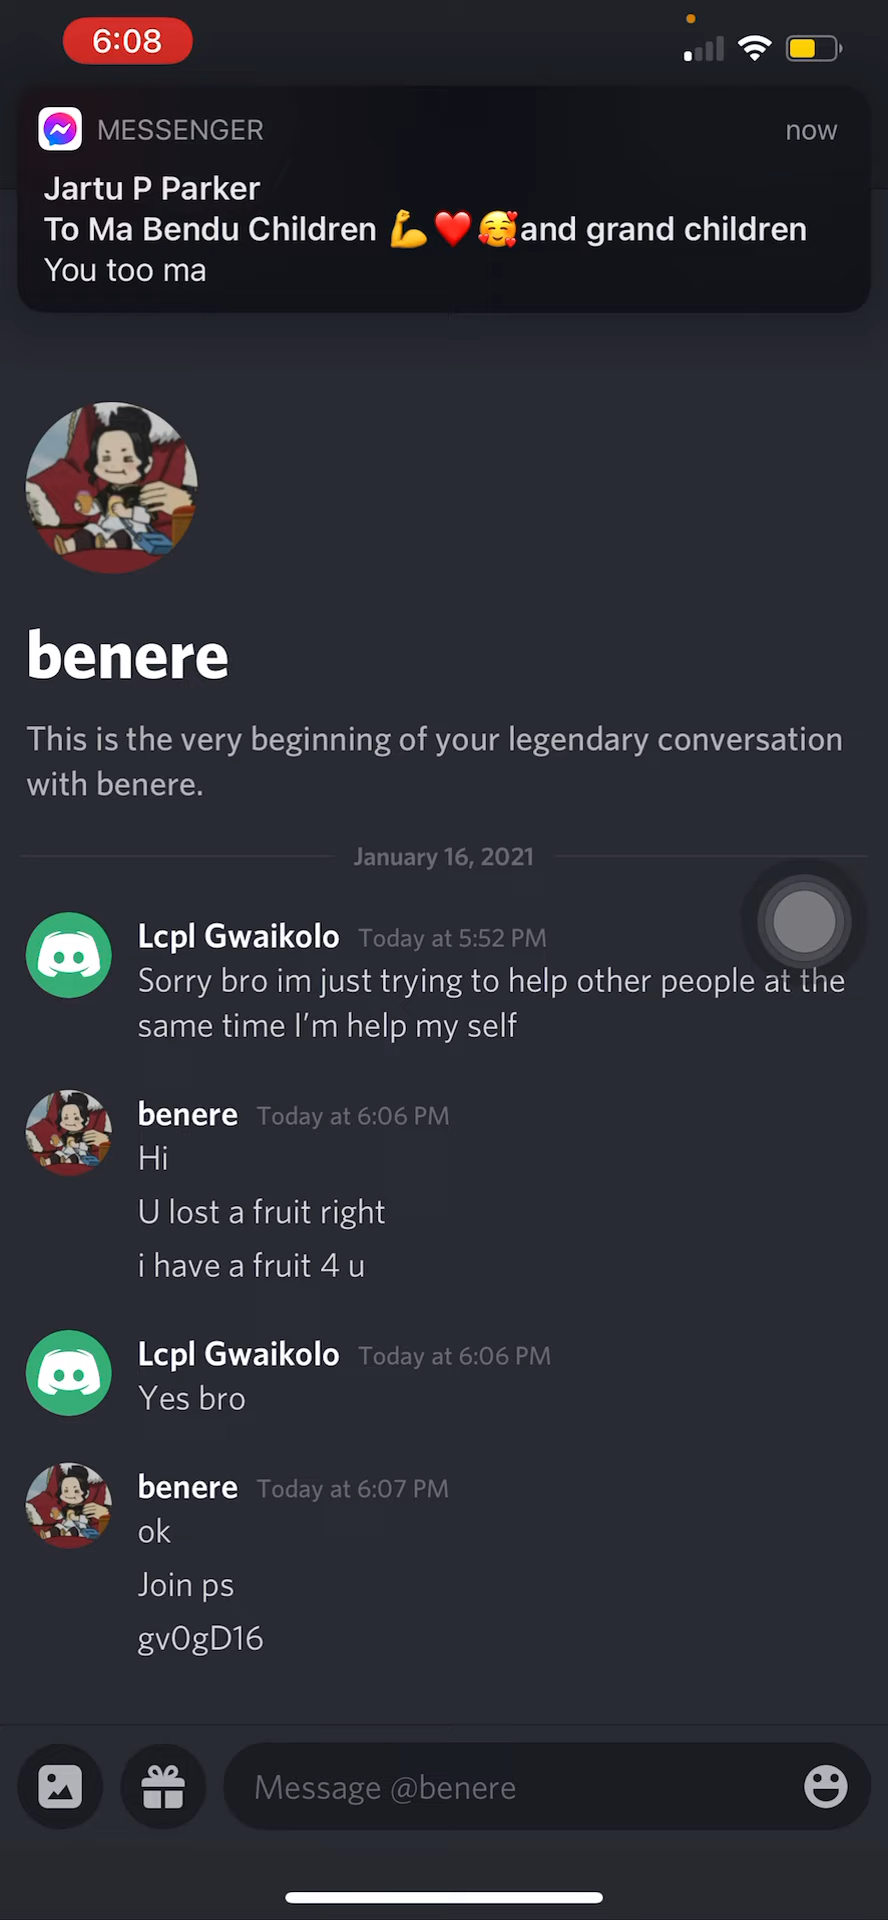 6:08
MESSENGER
now
Jartu P Parker
To Ma Bendu Children 💪❤️🥰and grand children
You too ma
benere
This is the very beginning of your legendary conversation
with benere.
January 16, 2021
Lcpl Gwaikolo Today at 5:52 PM
Sorry bro im just trying to help other people at the
same time I’m help my self
benere Today at 6:06 PM
Hi
U lost a fruit right
i have a fruit 4 u
Lcpl Gwaikolo Today at 6:06 PM
Yes bro
benere Today at 6:07 PM
ok
Join ps
gv0gD16
Message @benere